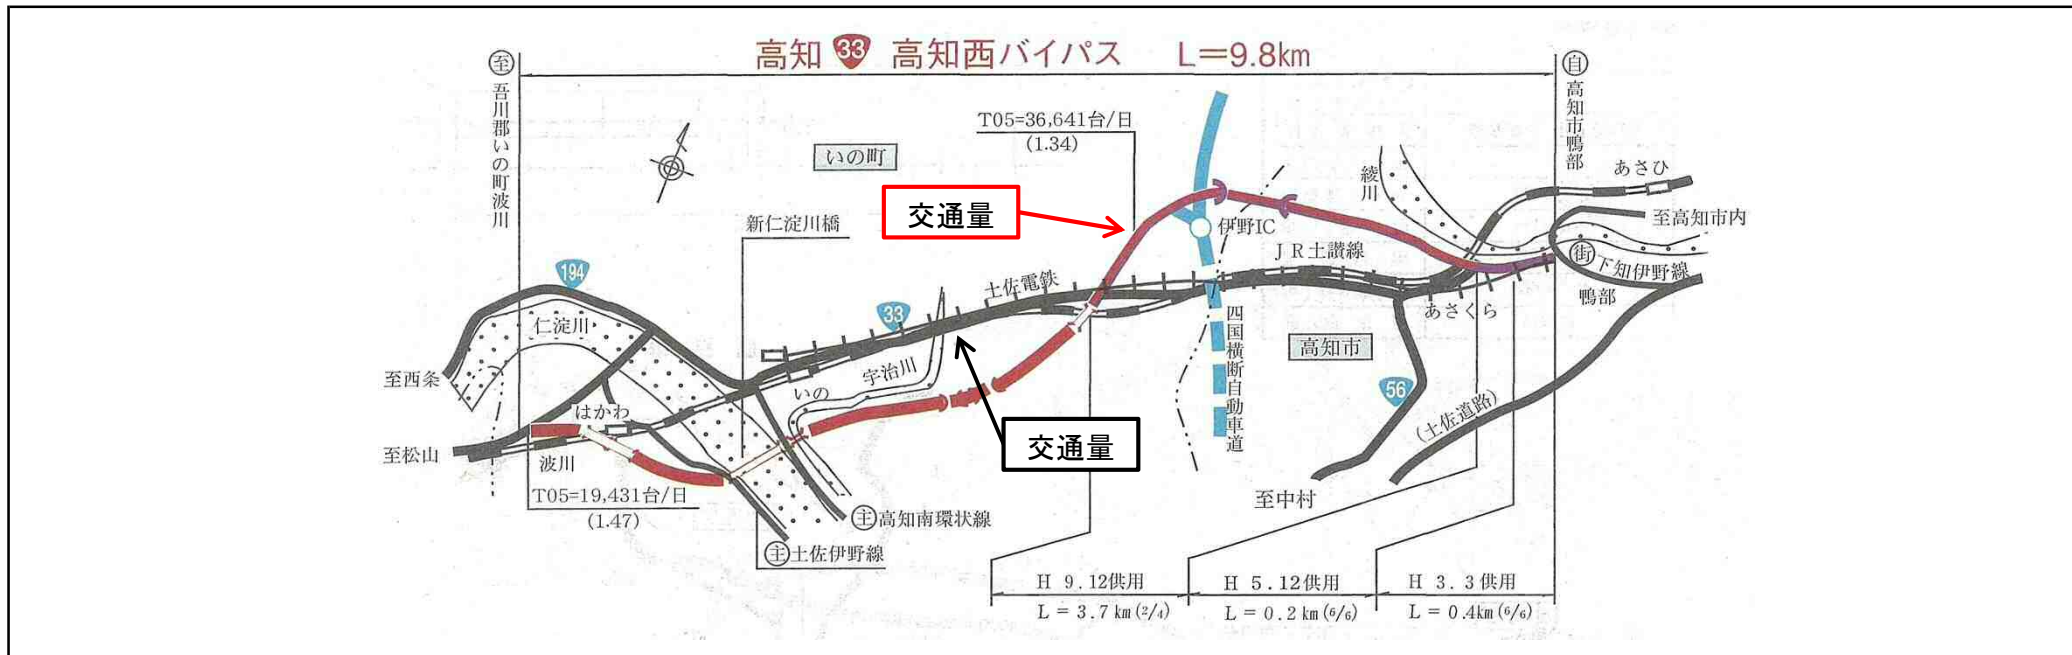 高知 33 高知西バイパス L=9.8km
至
吾川郡いの町波川
自
高知市鴨部
T05=36,641台/日
(1.34)
いの町
交通量
新仁淀川橋
194
仁淀川
33
土佐電鉄
伊野IC
JR土讃線
綾川
あさひ
至高知市内
街 下知伊野線
鴨部
あさくら
四国横断自動車道
高知市
56
(土佐道路)
至中村
宇治川
いの
交通量
至西条
はかわ
至松山
波川
T05=19,431台/日
(1.47)
主 高知南環状線
主 土佐伊野線
H 9.12供用
L = 3.7 km (2/4)
H 5.12供用
L = 0.2 km (6/6)
H 3.3 供用
L = 0.4km (6/6)